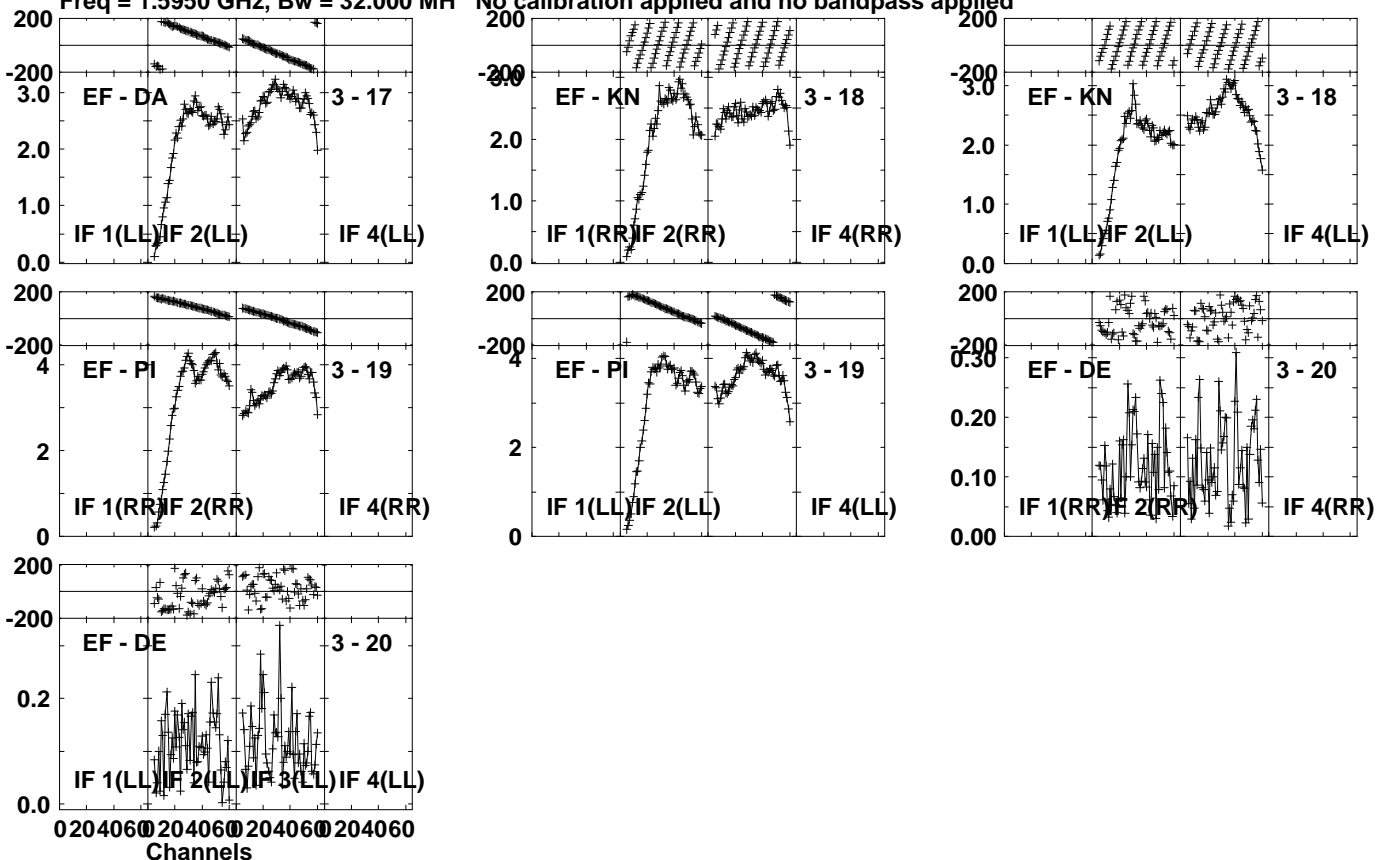 Freq = 1.5950 GHz, Bw = 32.000 MH No calibration applied and no bandpass applied
200
-200
EF - DA 3 - 17
3.0
2.0
1.0
IF 1(LL) IF 2(LL) IF 4(LL)
0.0
200
-200
3.0
EF - KN 3 - 18
2.0
1.0
IF 1(RR) IF 2(RR) IF 4(RR)
0.0
200
-200
EF - KN 3 - 18
3.0
2.0
1.0
IF 1(LL) IF 2(LL) IF 4(LL)
0.0
200
-200
EF - PI 3 - 19
4
2
IF 1(RR) IF 2(RR) IF 4(RR)
0
200
-200
EF - PI 3 - 19
4
2
IF 1(LL) IF 2(LL) IF 4(LL)
0
200
-200
0.30
EF - DE 3 - 20
0.20
0.10
IF 1(RR) IF 2(RR) IF 4(RR)
0.00
200
-200
EF - DE 3 - 20
0.2
IF 1(LL) IF 2(LL) IF 3(LL) IF 4(LL)
0.0
0 20 40 60 0 20 40 60 0 20 40 60 0 20 40 60
Channels